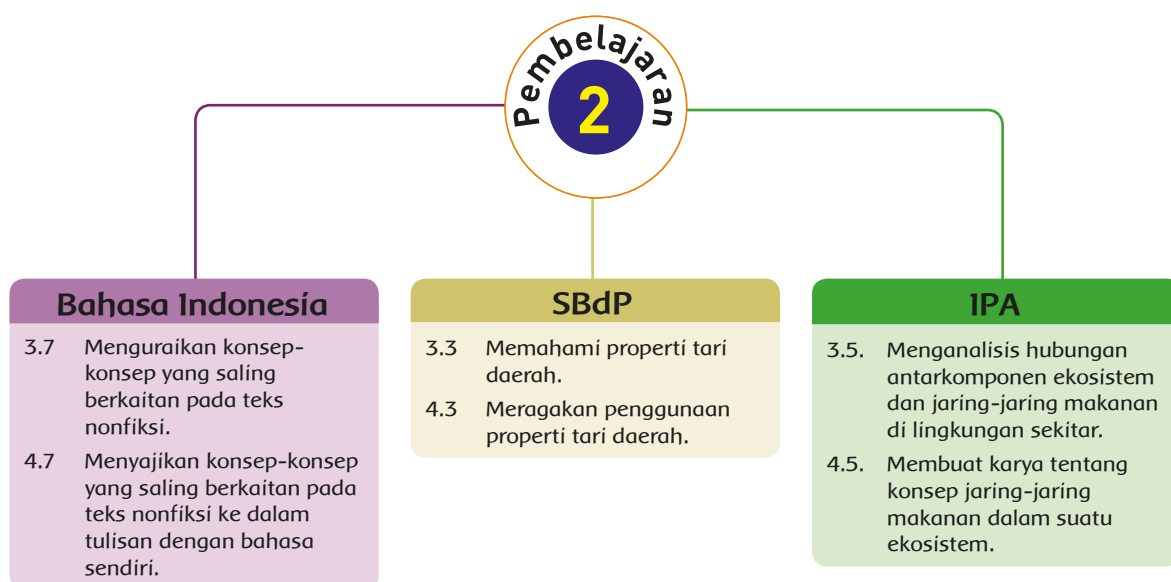 Pembelajaran
2
Bahasa Indonesia
3.7 Menguraikan konsep-
konsep yang saling
berkaitan pada teks
nonfiksi.
4.7 Menyajikan konsep-konsep
yang saling berkaitan pada
teks nonfiksi ke dalam
tulisan dengan bahasa
sendiri.
SBdP
3.3 Memahami properti tari
daerah.
4.3 Meragakan penggunaan
properti tari daerah.
IPA
3.5. Menganalisis hubungan
antarkomponen ekosistem
dan jaring-jaring makanan
di lingkungan sekitar.
4.5. Membuat karya tentang
konsep jaring-jaring
makanan dalam suatu
ekosistem.